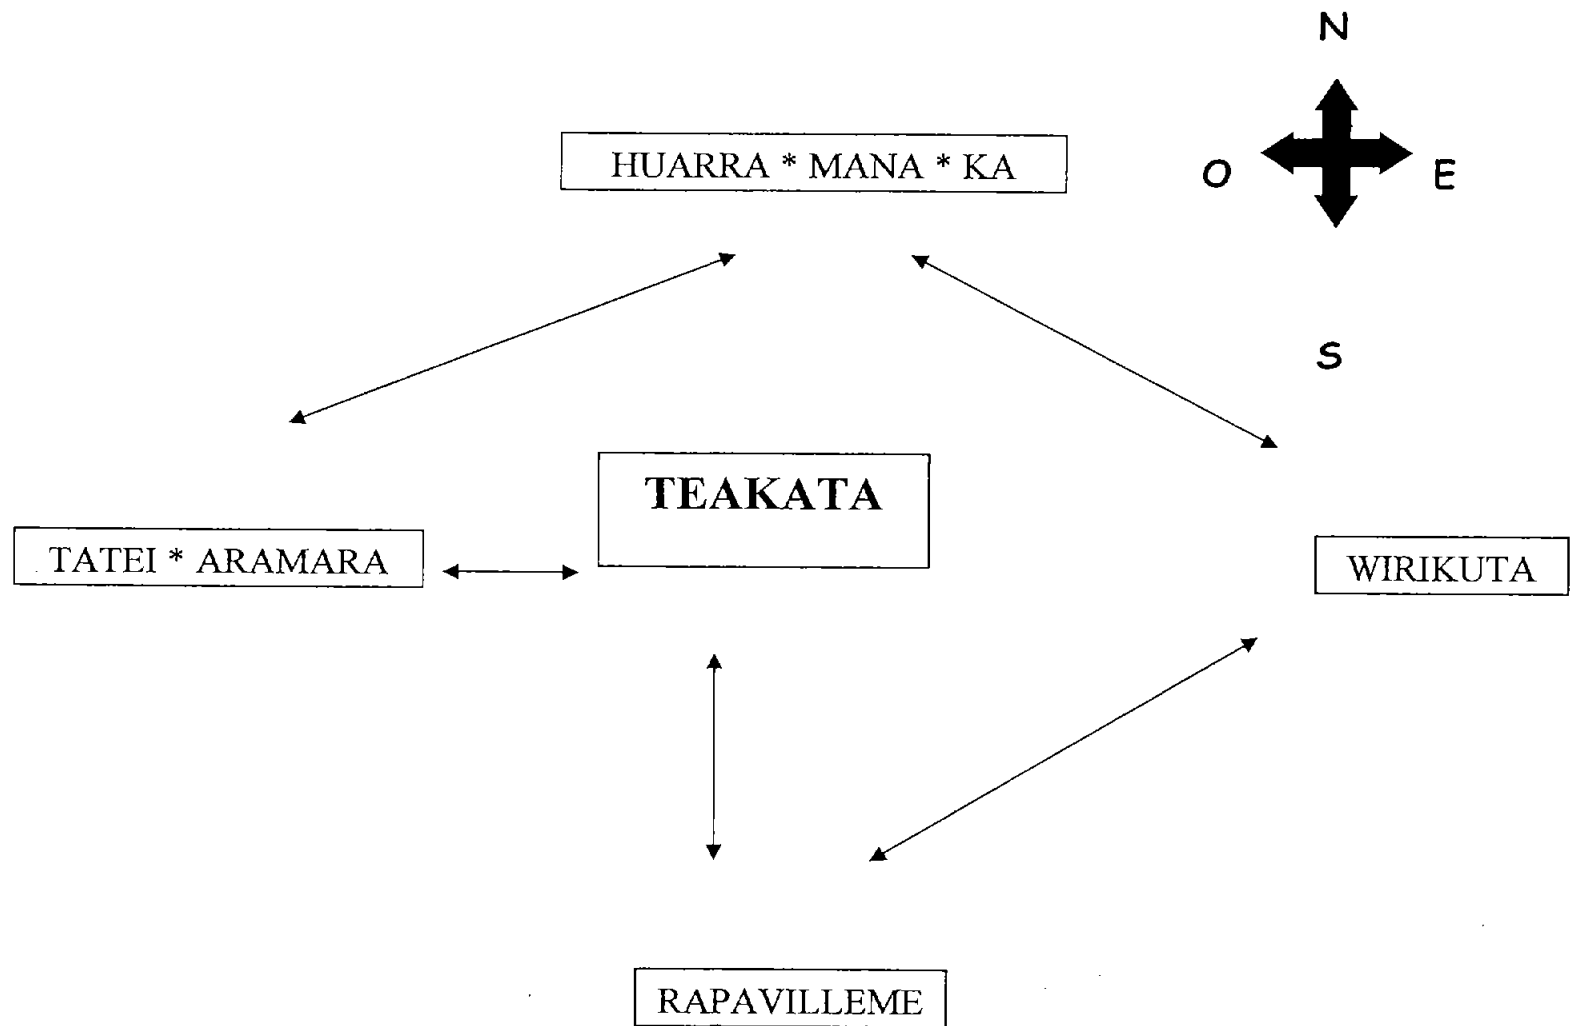 N
HUARRA * MANA * KA
O
E
S
TEAKATA
TATEI * ARAMARA
WIRIKUTA
RAPAVILLEME